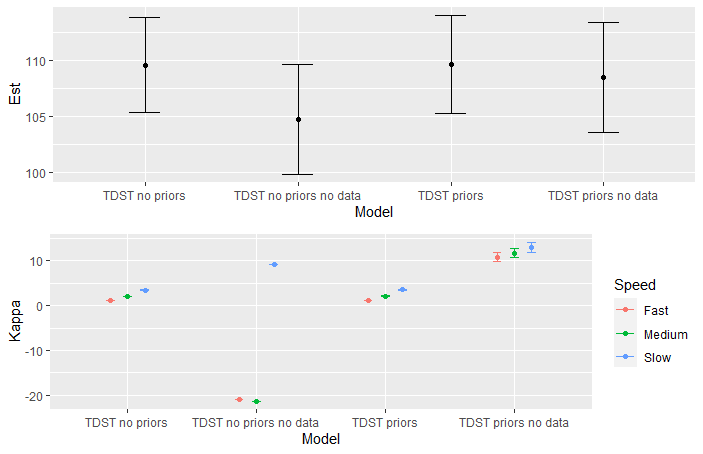 Est
110
105
100
TDST no priors
TDST no priors no data
TDST priors
TDST priors no data
Model
Kappa
10
0
-10
-20
TDST no priors
TDST no priors no data
TDST priors
TDST priors no data
Model
Speed
Fast
Medium
Slow